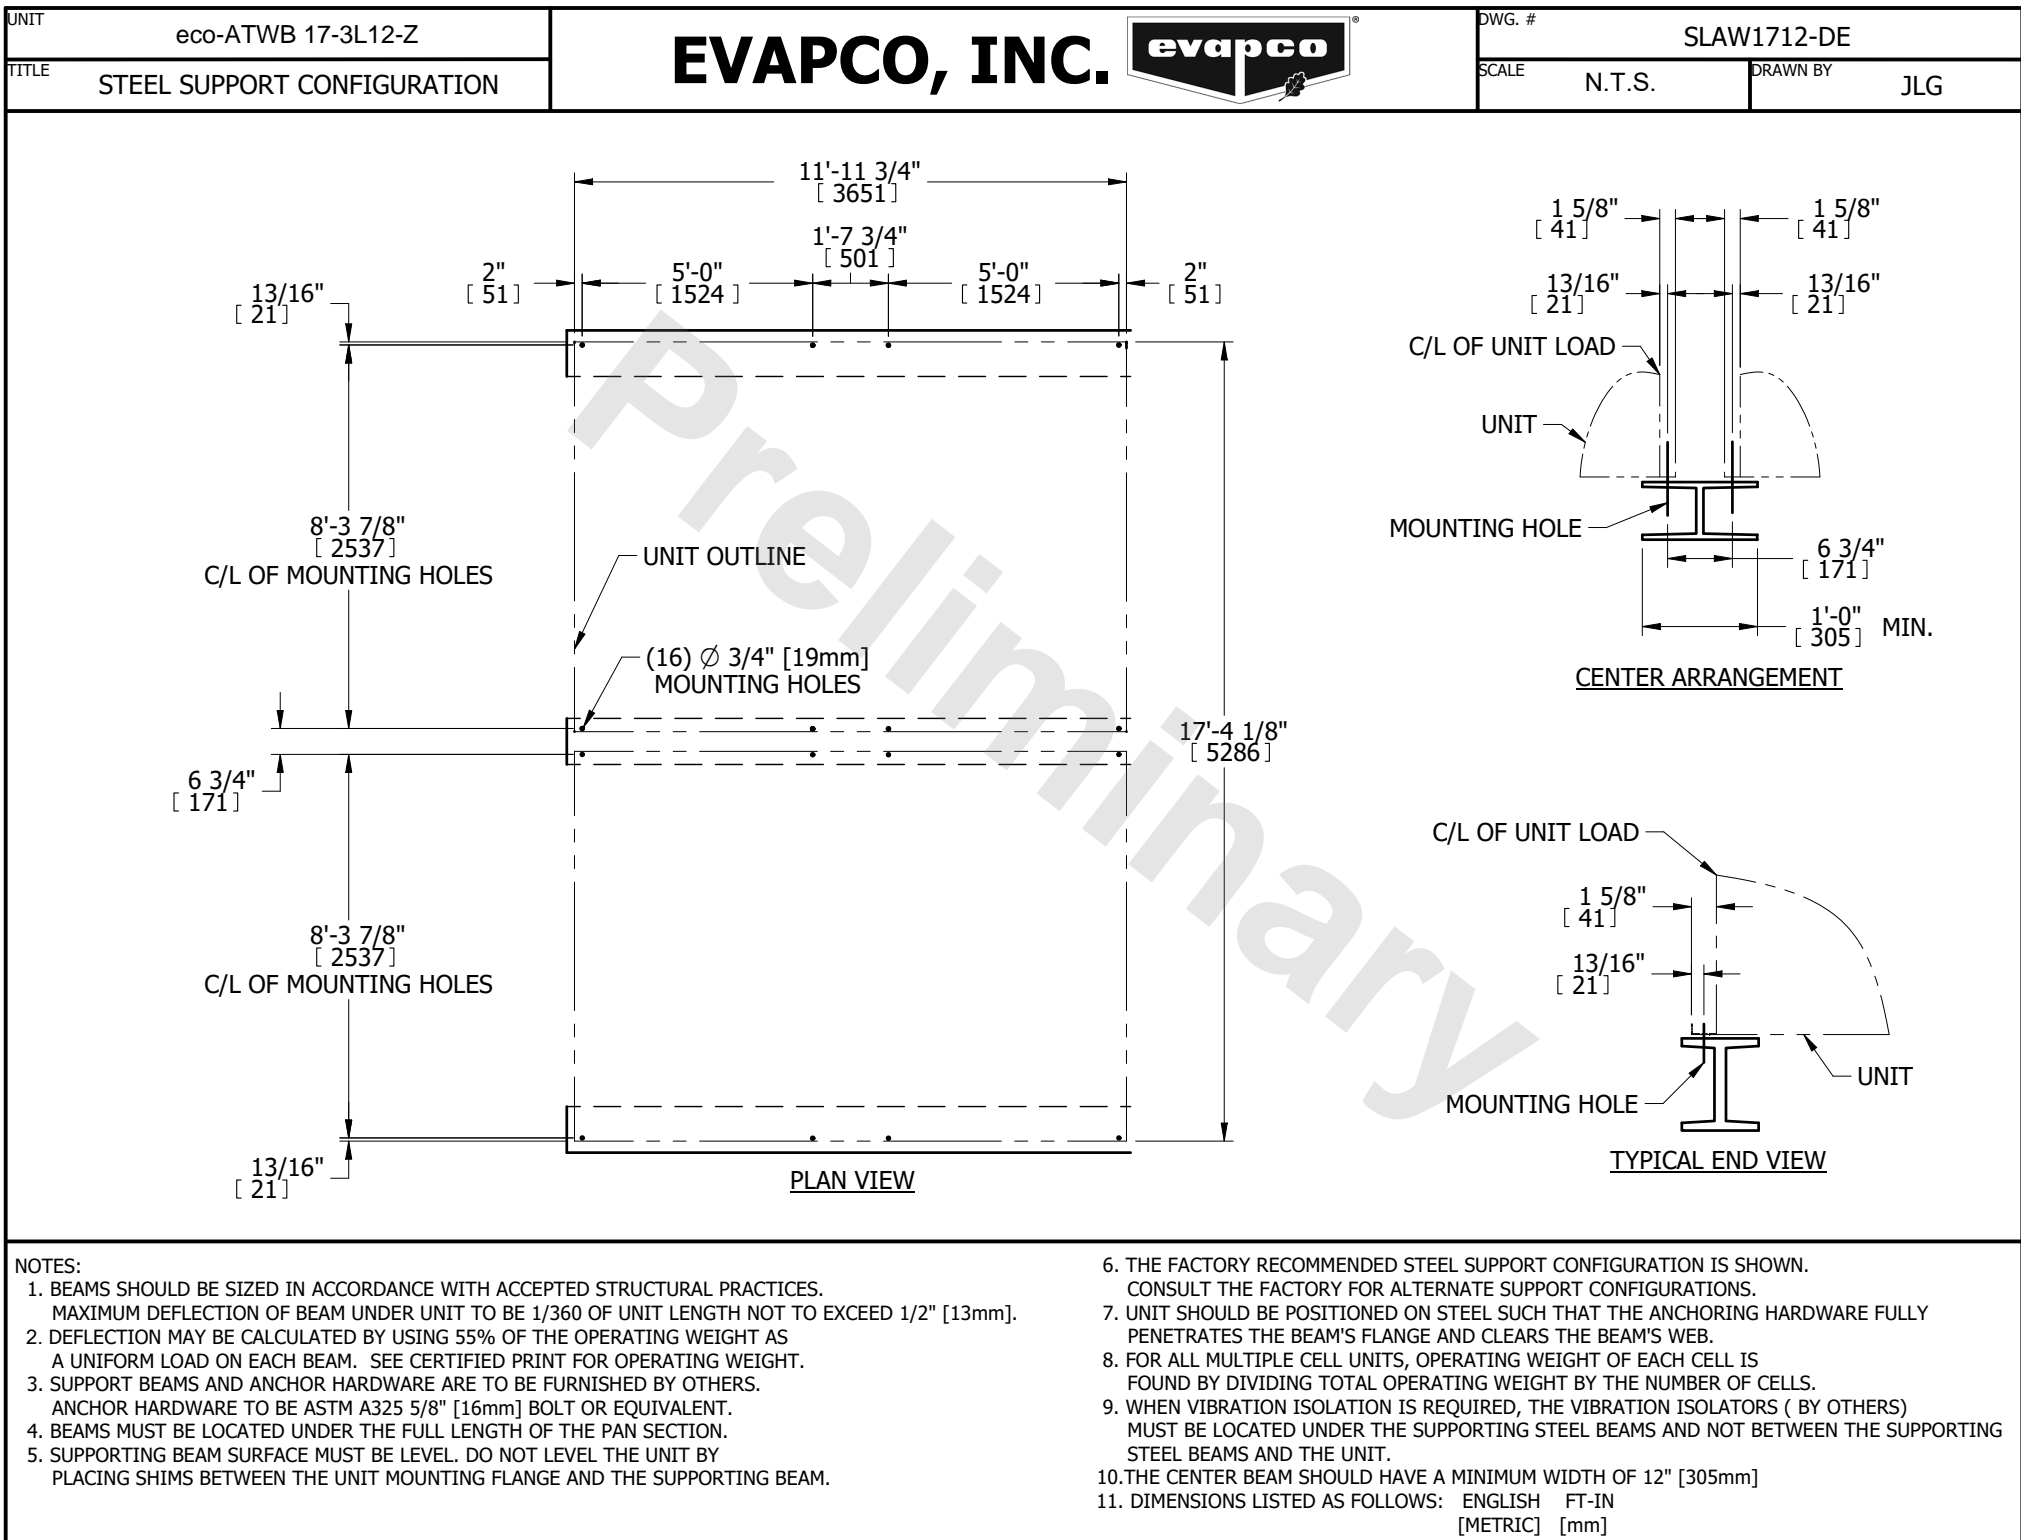 UNIT
eco-ATWB 17-3L12-Z
TITLE
STEEL SUPPORT CONFIGURATION
EVAPCO, INC.
evapco
®
DWG. #
SLAW1712-DE
SCALE
N.T.S.
DRAWN BY
JLG
11'-11 3/4"
[ 3651]
1'-7 3/4"
[ 501 ]
2"
[ 51]
5'-0"
[ 1524 ]
5'-0"
[ 1524]
2"
[ 51]
13/16"
[ 21]
8'-3 7/8"
[ 2537]
C/L OF MOUNTING HOLES
UNIT OUTLINE
(16) Ø 3/4" [19mm]
MOUNTING HOLES
6 3/4"
[ 171]
17'-4 1/8"
[ 5286]
8'-3 7/8"
[ 2537]
C/L OF MOUNTING HOLES
13/16"
[ 21]
PLAN VIEW
Preliminary
1 5/8"
[ 41]
1 5/8"
[ 41]
13/16"
[ 21]
13/16"
[ 21]
C/L OF UNIT LOAD
UNIT
MOUNTING HOLE
6 3/4"
[ 171]
1'-0"
[ 305] MIN.
CENTER ARRANGEMENT
C/L OF UNIT LOAD
1 5/8"
[ 41]
13/16"
[ 21]
UNIT
MOUNTING HOLE
TYPICAL END VIEW
NOTES:
1. BEAMS SHOULD BE SIZED IN ACCORDANCE WITH ACCEPTED STRUCTURAL PRACTICES.
MAXIMUM DEFLECTION OF BEAM UNDER UNIT TO BE 1/360 OF UNIT LENGTH NOT TO EXCEED 1/2" [13mm].
2. DEFLECTION MAY BE CALCULATED BY USING 55% OF THE OPERATING WEIGHT AS
A UNIFORM LOAD ON EACH BEAM. SEE CERTIFIED PRINT FOR OPERATING WEIGHT.
3. SUPPORT BEAMS AND ANCHOR HARDWARE ARE TO BE FURNISHED BY OTHERS.
ANCHOR HARDWARE TO BE ASTM A325 5/8" [16mm] BOLT OR EQUIVALENT.
4. BEAMS MUST BE LOCATED UNDER THE FULL LENGTH OF THE PAN SECTION.
5. SUPPORTING BEAM SURFACE MUST BE LEVEL. DO NOT LEVEL THE UNIT BY
PLACING SHIMS BETWEEN THE UNIT MOUNTING FLANGE AND THE SUPPORTING BEAM.
6. THE FACTORY RECOMMENDED STEEL SUPPORT CONFIGURATION IS SHOWN.
CONSULT THE FACTORY FOR ALTERNATE SUPPORT CONFIGURATIONS.
7. UNIT SHOULD BE POSITIONED ON STEEL SUCH THAT THE ANCHORING HARDWARE FULLY
PENETRATES THE BEAM'S FLANGE AND CLEARS THE BEAM'S WEB.
8. FOR ALL MULTIPLE CELL UNITS, OPERATING WEIGHT OF EACH CELL IS
FOUND BY DIVIDING TOTAL OPERATING WEIGHT BY THE NUMBER OF CELLS.
9. WHEN VIBRATION ISOLATION IS REQUIRED, THE VIBRATION ISOLATORS ( BY OTHERS)
MUST BE LOCATED UNDER THE SUPPORTING STEEL BEAMS AND NOT BETWEEN THE SUPPORTING
STEEL BEAMS AND THE UNIT.
10.THE CENTER BEAM SHOULD HAVE A MINIMUM WIDTH OF 12" [305mm]
11. DIMENSIONS LISTED AS FOLLOWS: ENGLISH FT-IN
[METRIC] [mm]